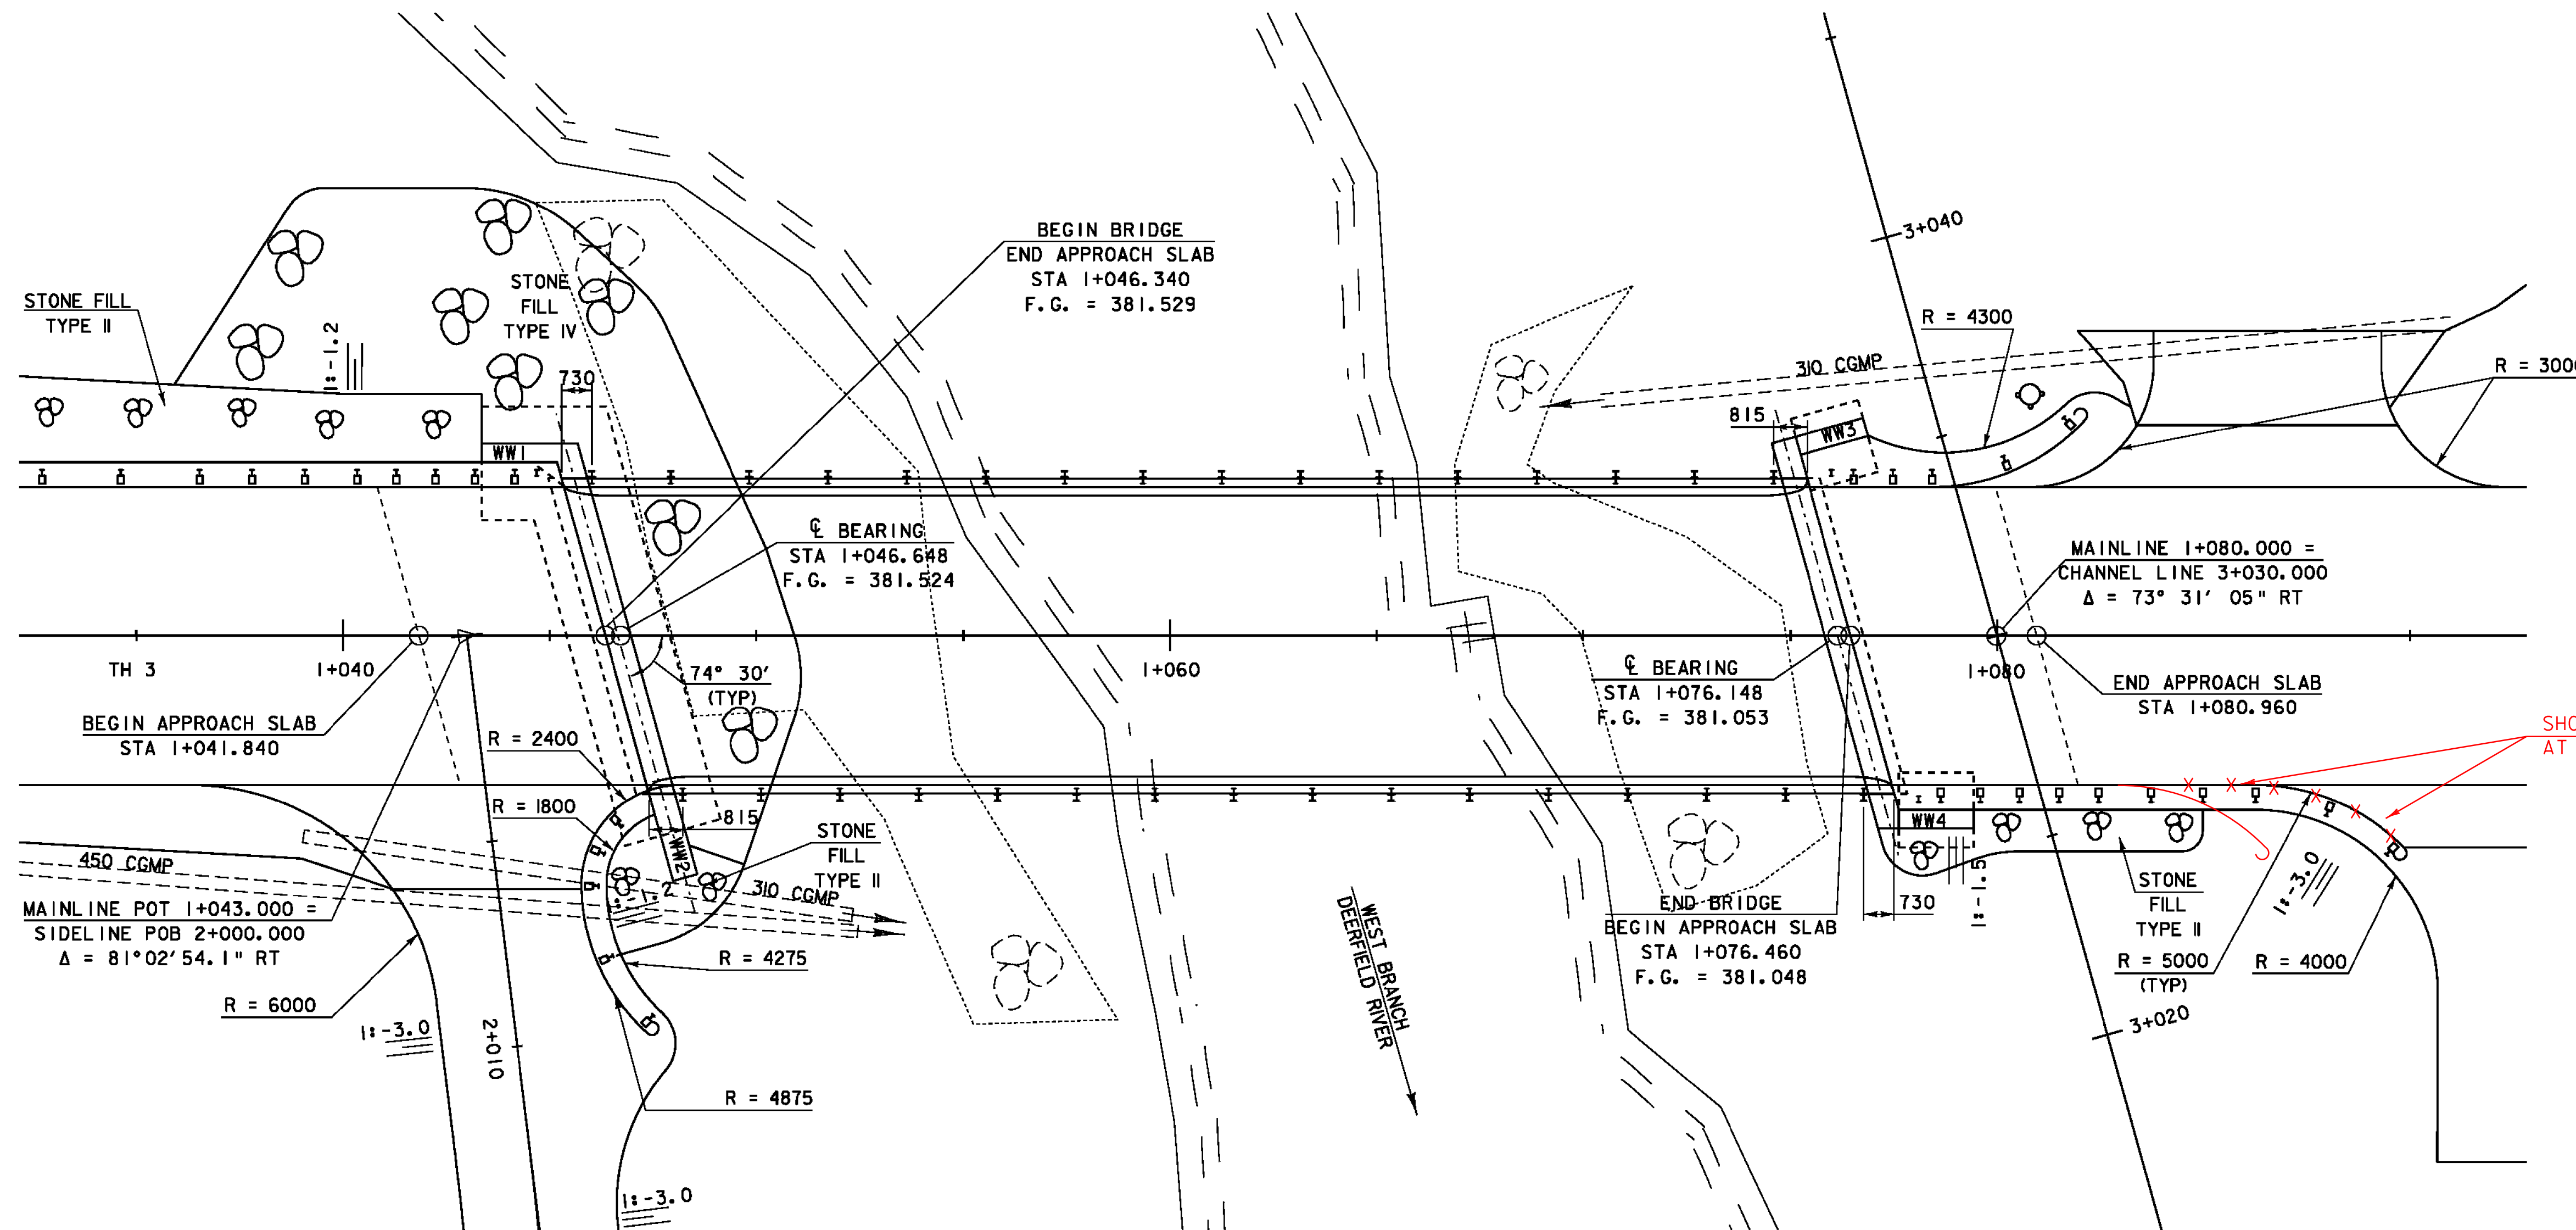 3+040
BEGIN BRIDGE
END APPROACH SLAB
STA 1+046.340
F.G. = 381.529
STONE FILL
TYPE II
STONE
FILL
TYPE IV
1:-1.2
730
R = 4300
310 CGMP
R = 300
815
WW1
WW3
℄ BEARING
STA 1+046.648
F.G. = 381.524
MAINLINE 1+080.000 =
CHANNEL LINE 3+030.000
Δ = 73° 31' 05" RT
TH 3
1+040
1+060
1+080
74° 30'
(TYP)
℄ BEARING
STA 1+076.148
F.G. = 381.053
END APPROACH SLAB
STA 1+080.960
BEGIN APPROACH SLAB
STA 1+041.840
R = 2400
R = 1800
815
SHO
AT
WW2
WW4
STONE
FILL
TYPE II
450 CGMP
310 CGMP
2
1:-1.5
1:-3.0
STONE
FILL
TYPE II
MAINLINE POT 1+043.000 =
SIDELINE POB 2+000.000
Δ = 81°02'54.1" RT
END BRIDGE
BEGIN APPROACH SLAB
STA 1+076.460
F.G. = 381.048
730
R = 4275
R = 5000
(TYP)
R = 4000
WEST BRANCH
DEERFIELD RIVER
R = 6000
1:-3.0
2+010
3+020
R = 4875
1:-3.0